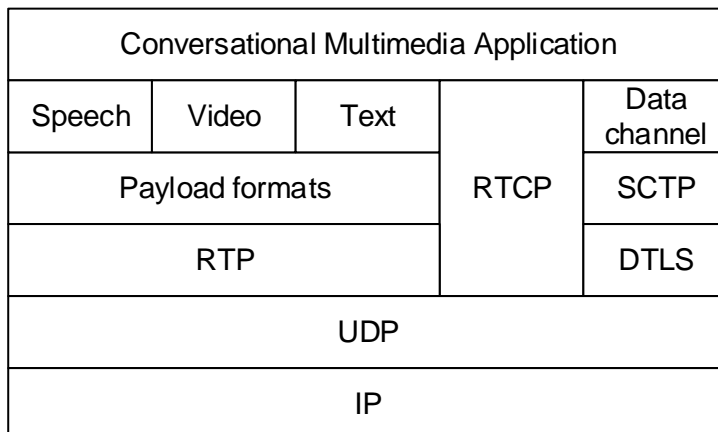 Conversational Multimedia Application
Speech
Video
Text
RTCP
Data
channel
Payload formats
SCTP
RTP
DTLS
UDP
IP